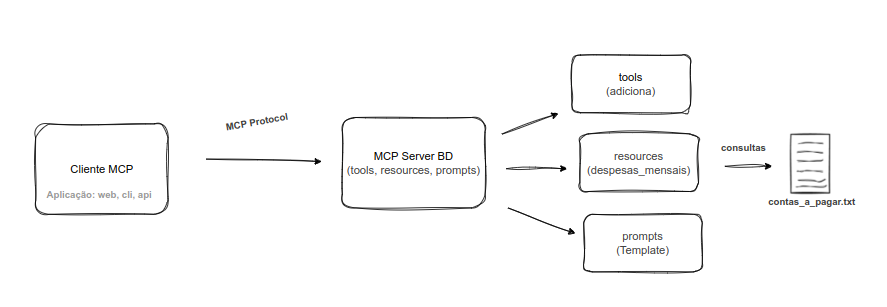 Cliente MCP
Aplicação: web, cli, api
MCP Protocol
MCP Server BD
(tools, resources, prompts)
tools
(adiciona)
resources
(despesas_mensais)
prompts
(Template)
consultas
contas_a_pagar.txt